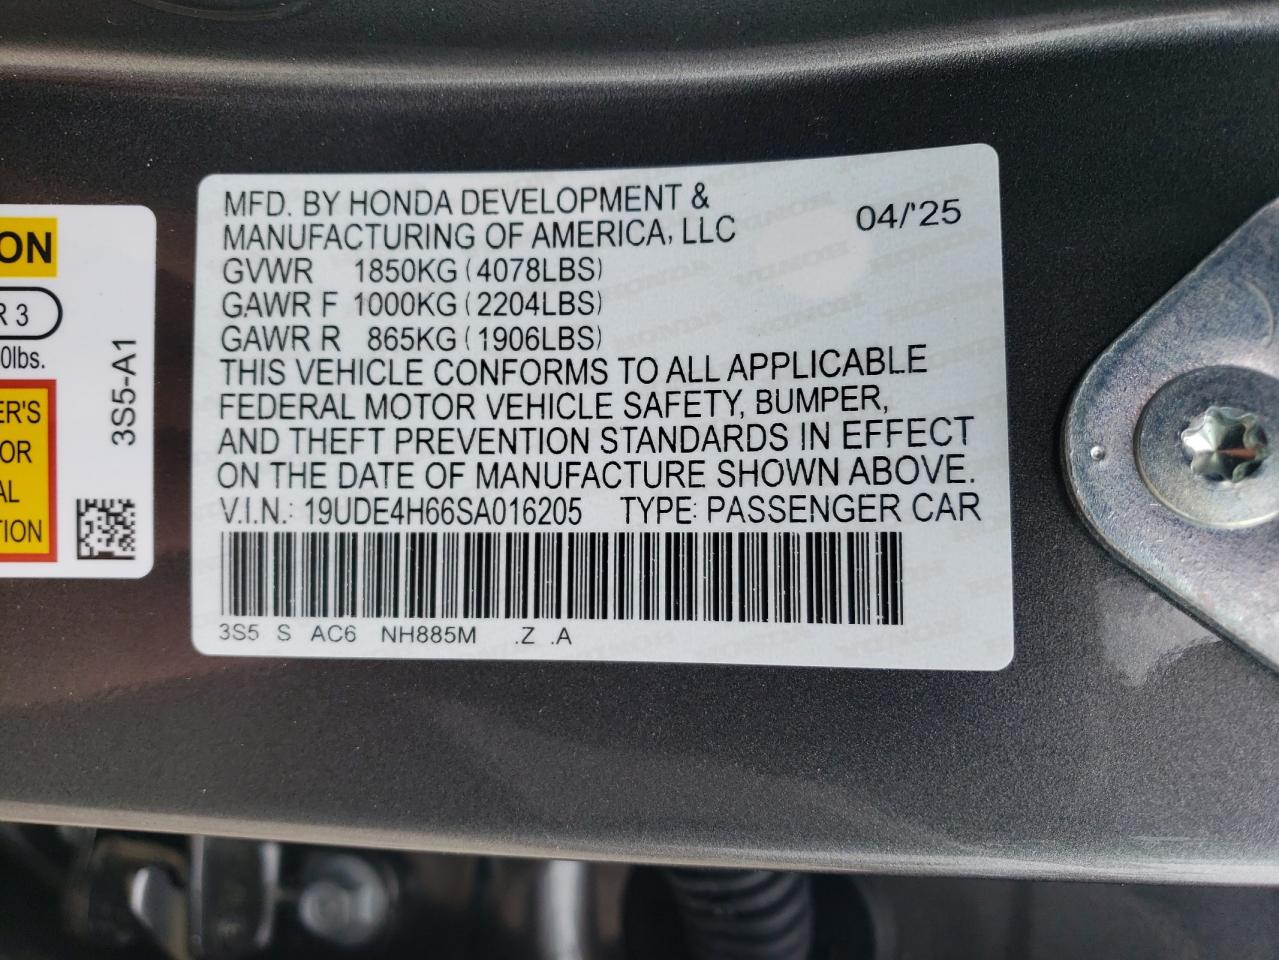 ON
R 3
0lbs.
ER'S
OR
AL
TION
3S5-A1
MFD. BY HONDA DEVELOPMENT &
MANUFACTURING OF AMERICA, LLC
04/'25
GVWR 1850KG (4078LBS)
GAWR F 1000KG (2204LBS)
GAWR R 865KG (1906LBS)
THIS VEHICLE CONFORMS TO ALL APPLICABLE
FEDERAL MOTOR VEHICLE SAFETY, BUMPER,
AND THEFT PREVENTION STANDARDS IN EFFECT
ON THE DATE OF MANUFACTURE SHOWN ABOVE.
V.I.N.: 19UDE4H66SA016205 TYPE: PASSENGER CAR
3S5 S AC6 NH885M .Z .A